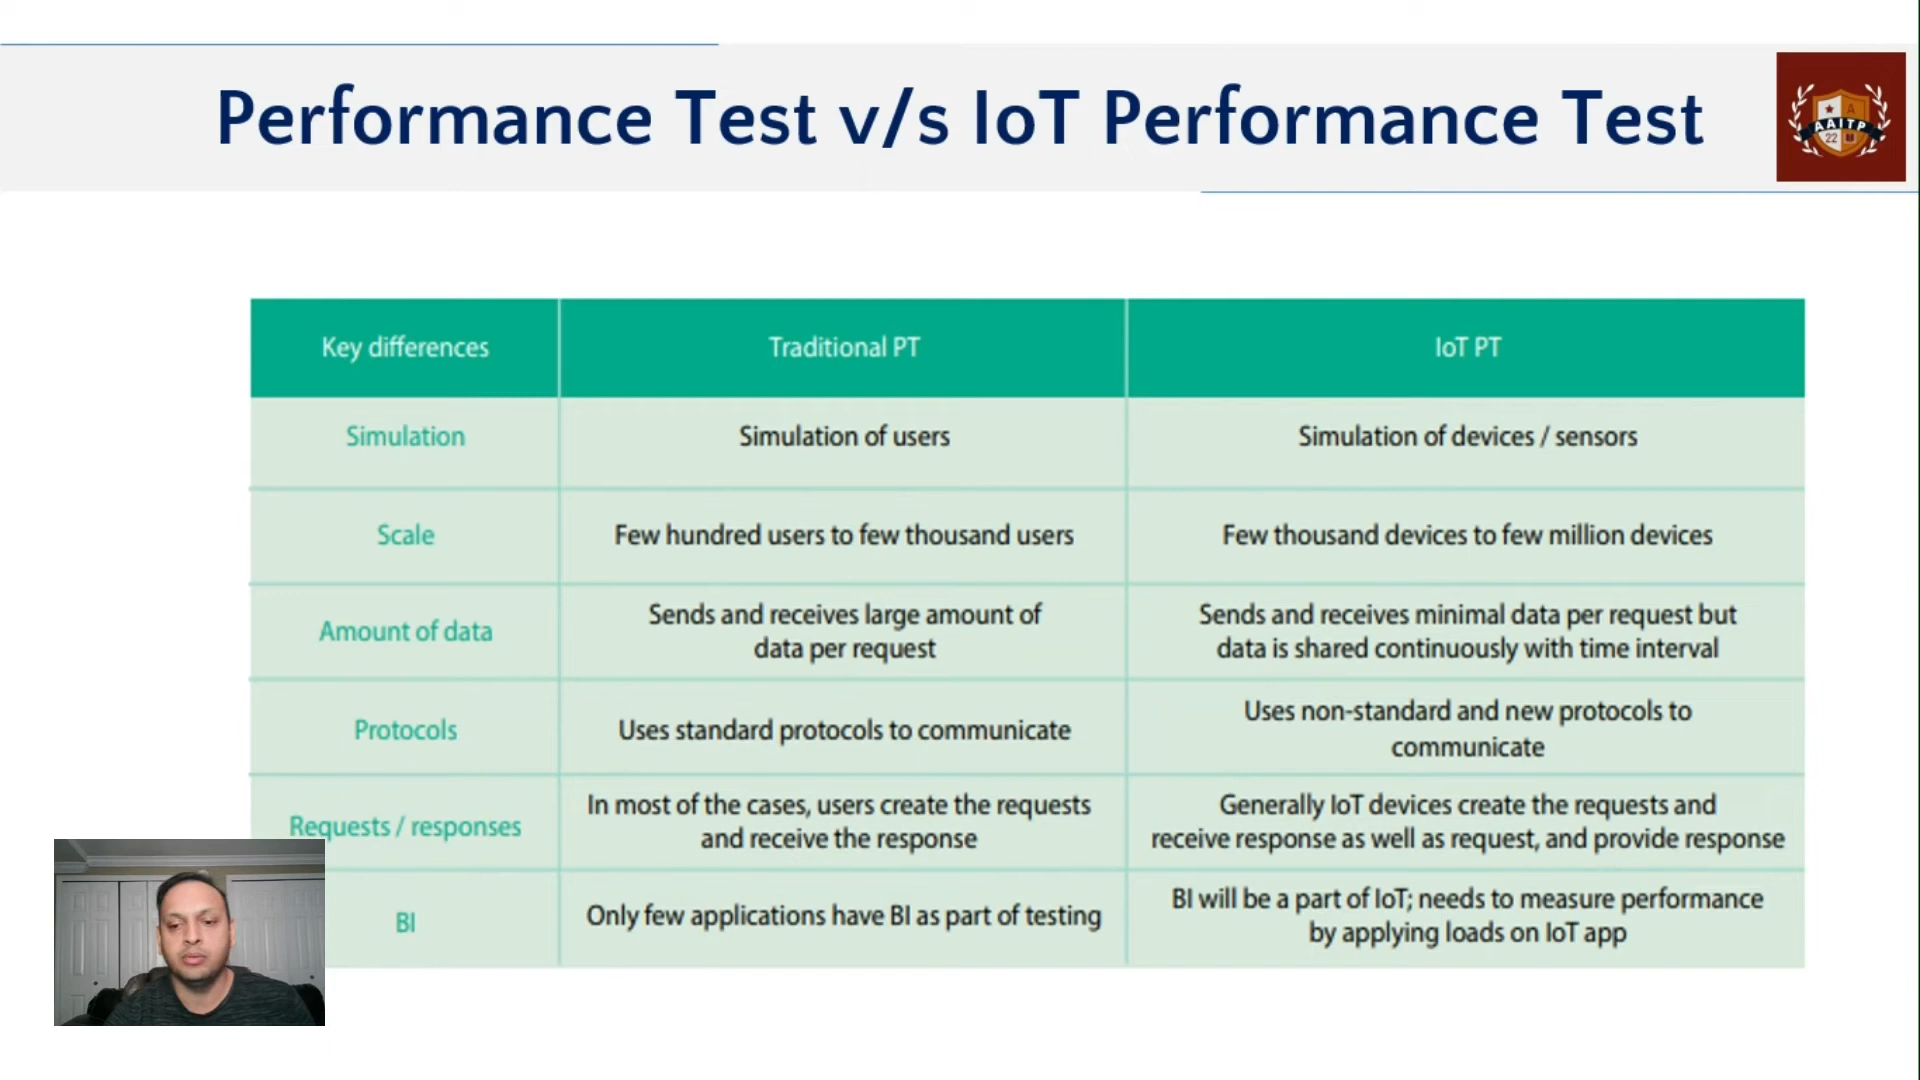 Performance Test v/s IoT Performance Test
A
AAITP
22
Key differences
Traditional PT
IoT PT
Simulation
Simulation of users
Simulation of devices / sensors
Scale
Few hundred users to few thousand users
Few thousand devices to few million devices
Amount of data
Sends and receives large amount of
data per request
Sends and receives minimal data per request but
data is shared continuously with time interval
Protocols
Uses standard protocols to communicate
Uses non-standard and new protocols to
communicate
Requests / responses
In most of the cases, users create the requests
and receive the response
Generally IoT devices create the requests and
receive response as well as request, and provide response
BI
Only few applications have BI as part of testing
BI will be a part of IoT; needs to measure performance
by applying loads on IoT app